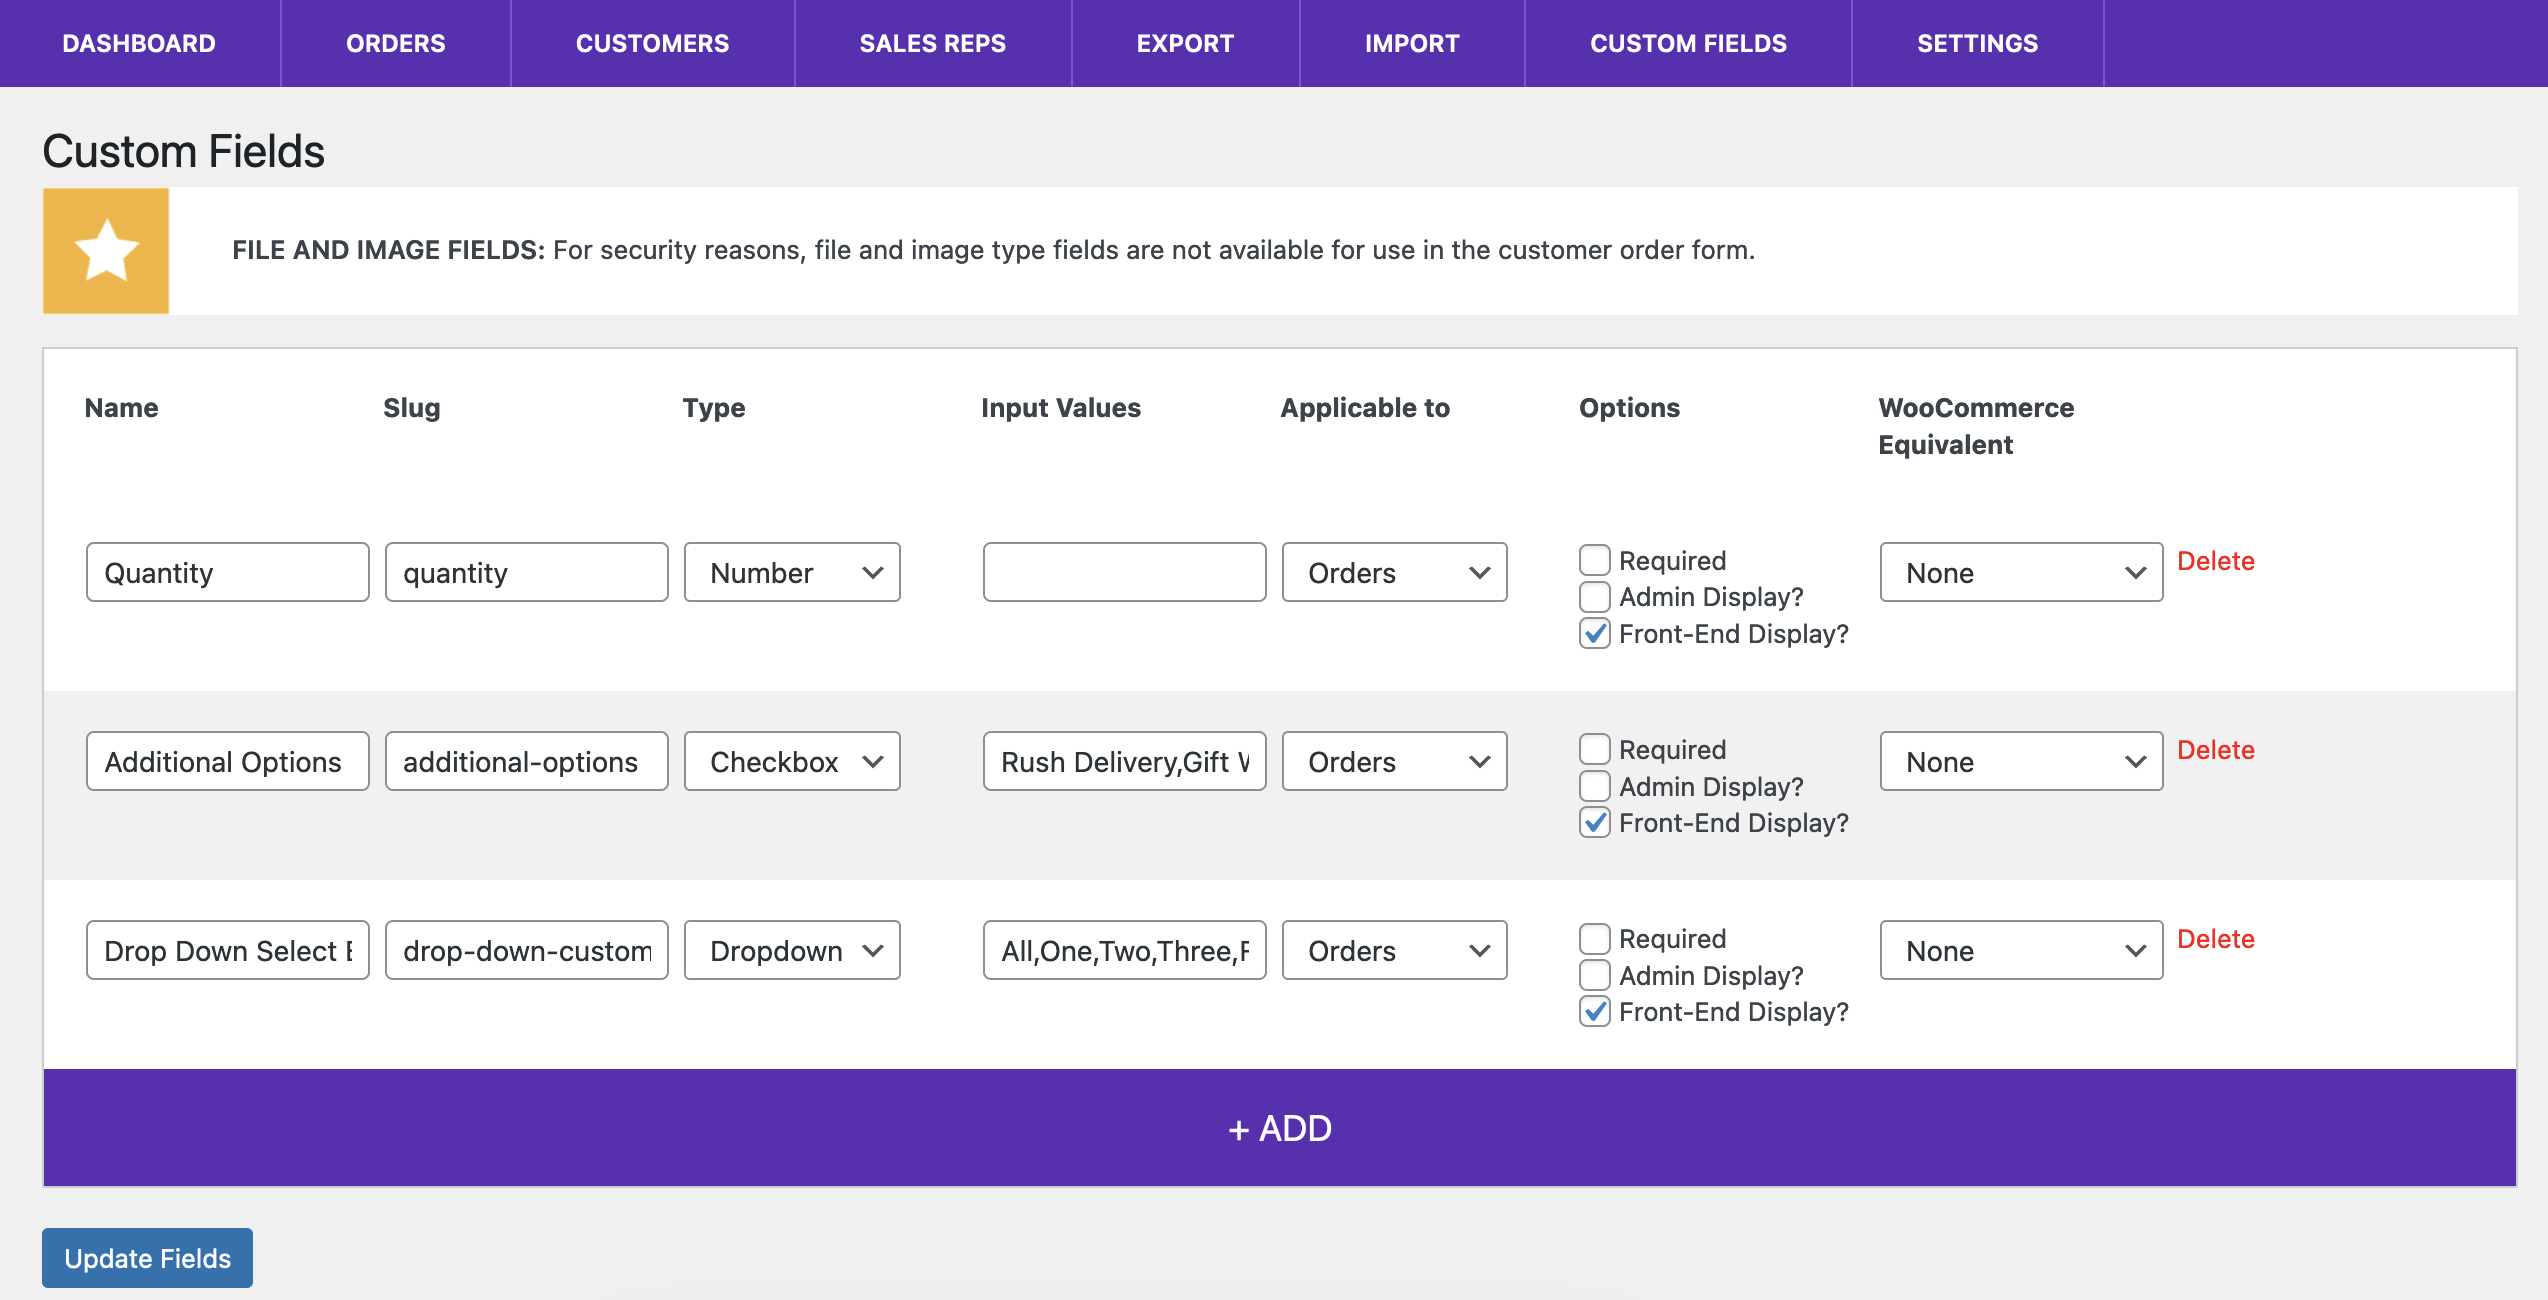 DASHBOARD ORDERS CUSTOMERS SALES REPS EXPORT IMPORT CUSTOM FIELDS SETTINGS
Custom Fields
FILE AND IMAGE FIELDS: For security reasons, file and image type fields are not available for use in the customer order form.
Name Slug Type Input Values Applicable to Options WooCommerce
Equivalent
Quantity quantity Number Orders Required None Delete
Admin Display?
Front-End Display?
Additional Options additional-options Checkbox Rush Delivery,Gift Orders Required None Delete
Admin Display?
Front-End Display?
Drop Down Select drop-down-custom Dropdown All,One,Two,Three, Orders Required None Delete
Admin Display?
Front-End Display?
+ ADD
Update Fields